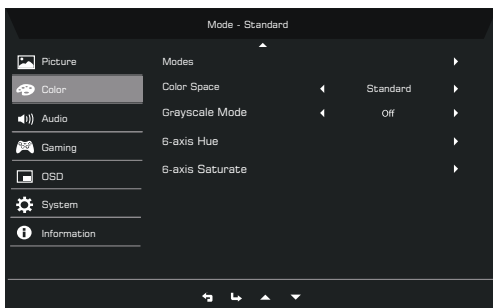 Mode - Standard
Picture
Color
Audio
Gaming
OSD
System
Information
Modes
Color Space Standard
Grayscale Mode Off
6-axis Hue
6-axis Saturate